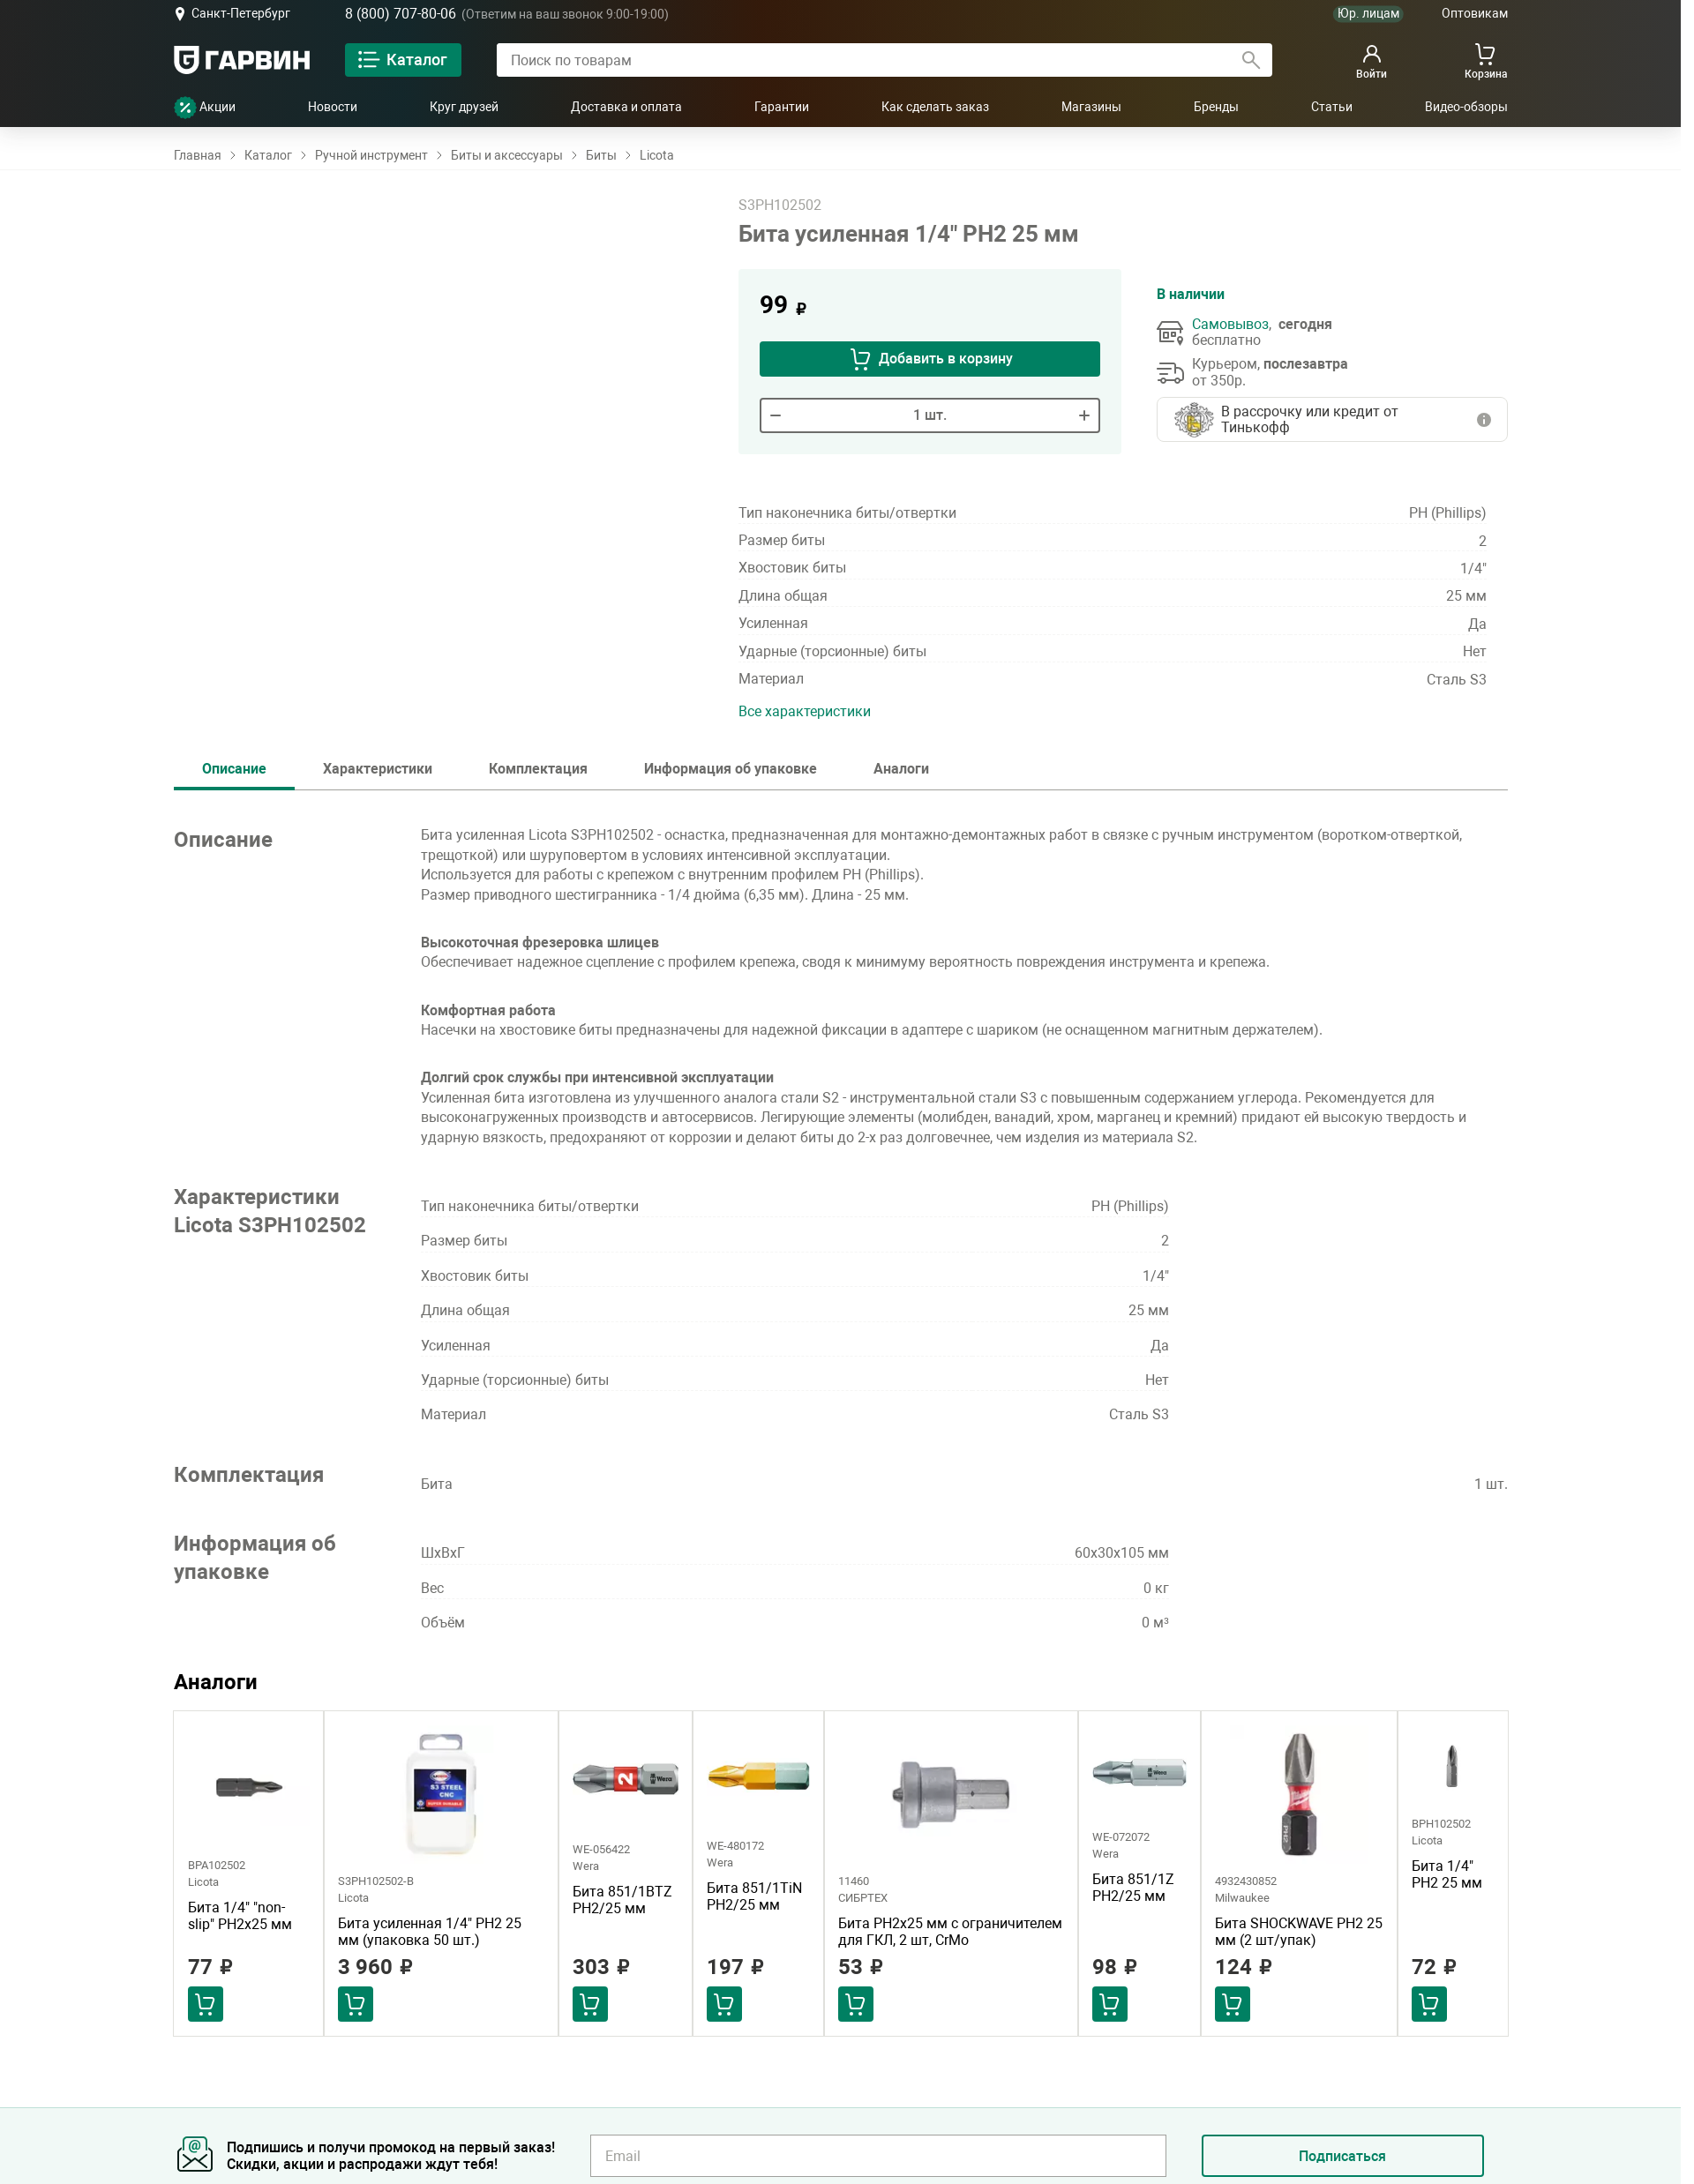 Санкт-Петербург
8 (800) 707-80-06 (Ответим на ваш звонок 9:00-19:00)
Юр. лицам
Оптовикам
ГАРВИН
Каталог
Поиск по товарам
Войти
Корзина
Акции
Новости
Круг друзей
Доставка и оплата
Гарантии
Как сделать заказ
Магазины
Бренды
Статьи
Видео-обзоры
Главная
Каталог
Ручной инструмент
Биты и аксессуары
Биты
Licota
S3PH102502
Бита усиленная 1/4" PH2 25 мм
99 ₽
Добавить в корзину
1 шт.
В наличии
Самовывоз, сегодня
бесплатно
Курьером, послезавтра
от 350р.
В рассрочку или кредит от
Тинькофф
Тип наконечника биты/отвертки PH (Phillips)
Размер биты 2
Хвостовик биты 1/4"
Длина общая 25 мм
Усиленная Да
Ударные (торсионные) биты Нет
Материал Сталь S3
Все характеристики
Описание
Характеристики
Комплектация
Информация об упаковке
Аналоги
Описание
Бита усиленная Licota S3PH102502 - оснастка, предназначенная для монтажно-демонтажных работ в связке с ручным инструментом (воротком-отверткой,
трещоткой) или шуруповертом в условиях интенсивной эксплуатации.
Используется для работы с крепежом с внутренним профилем PH (Phillips).
Размер приводного шестигранника - 1/4 дюйма (6,35 мм). Длина - 25 мм.
Высокоточная фрезеровка шлицев
Обеспечивает надежное сцепление с профилем крепежа, сводя к минимуму вероятность повреждения инструмента и крепежа.
Комфортная работа
Насечки на хвостовике биты предназначены для надежной фиксации в адаптере с шариком (не оснащенном магнитным держателем).
Долгий срок службы при интенсивной эксплуатации
Усиленная бита изготовлена из улучшенного аналога стали S2 - инструментальной стали S3 с повышенным содержанием углерода. Рекомендуется для
высоконагруженных производств и автосервисов. Легирующие элементы (молибден, ванадий, хром, марганец и кремний) придают ей высокую твердость и
ударную вязкость, предохраняют от коррозии и делают биты до 2-х раз долговечнее, чем изделия из материала S2.
Характеристики
Licota S3PH102502
Тип наконечника биты/отвертки PH (Phillips)
Размер биты 2
Хвостовик биты 1/4"
Длина общая 25 мм
Усиленная Да
Ударные (торсионные) биты Нет
Материал Сталь S3
Комплектация
Бита 1 шт.
Информация об
упаковке
ШхВхГ 60x30x105 мм
Вес 0 кг
Объём 0 м³
Аналоги
BPA102502
Licota
Бита 1/4" "non-
slip" PH2x25 мм
77 ₽
S3 STEEL
CNC
S3PH102502-B
Licota
Бита усиленная 1/4" PH2 25
мм (упаковка 50 шт.)
3 960 ₽
2
Wera
WE-056422
Wera
Бита 851/1BTZ
PH2/25 мм
303 ₽
WE-480172
Wera
Бита 851/1TiN
PH2/25 мм
197 ₽
11460
СИБРТЕХ
Бита PH2x25 мм с ограничителем
для ГКЛ, 2 шт, CrMo
53 ₽
Wera
WE-072072
Wera
Бита 851/1Z
PH2/25 мм
98 ₽
PH2
4932430852
Milwaukee
Бита SHOCKWAVE PH2 25
мм (2 шт/упак)
124 ₽
BPH102502
Licota
Бита 1/4"
PH2 25 мм
72 ₽
Подпишись и получи промокод на первый заказ!
Скидки, акции и распродажи ждут тебя!
Email
Подписаться